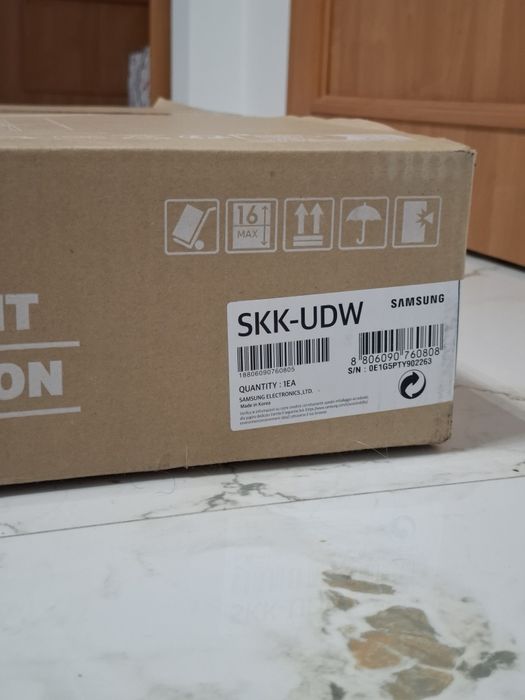 16
MAX
IT
ON
SAMSUNG
SKK-UDW
18806090760805
8 806090 760808
S/N : 0E1G5PTY902263
QUANTITY : 1EA
SAMSUNG ELECTRONICS.,LTD.
Made in Korea